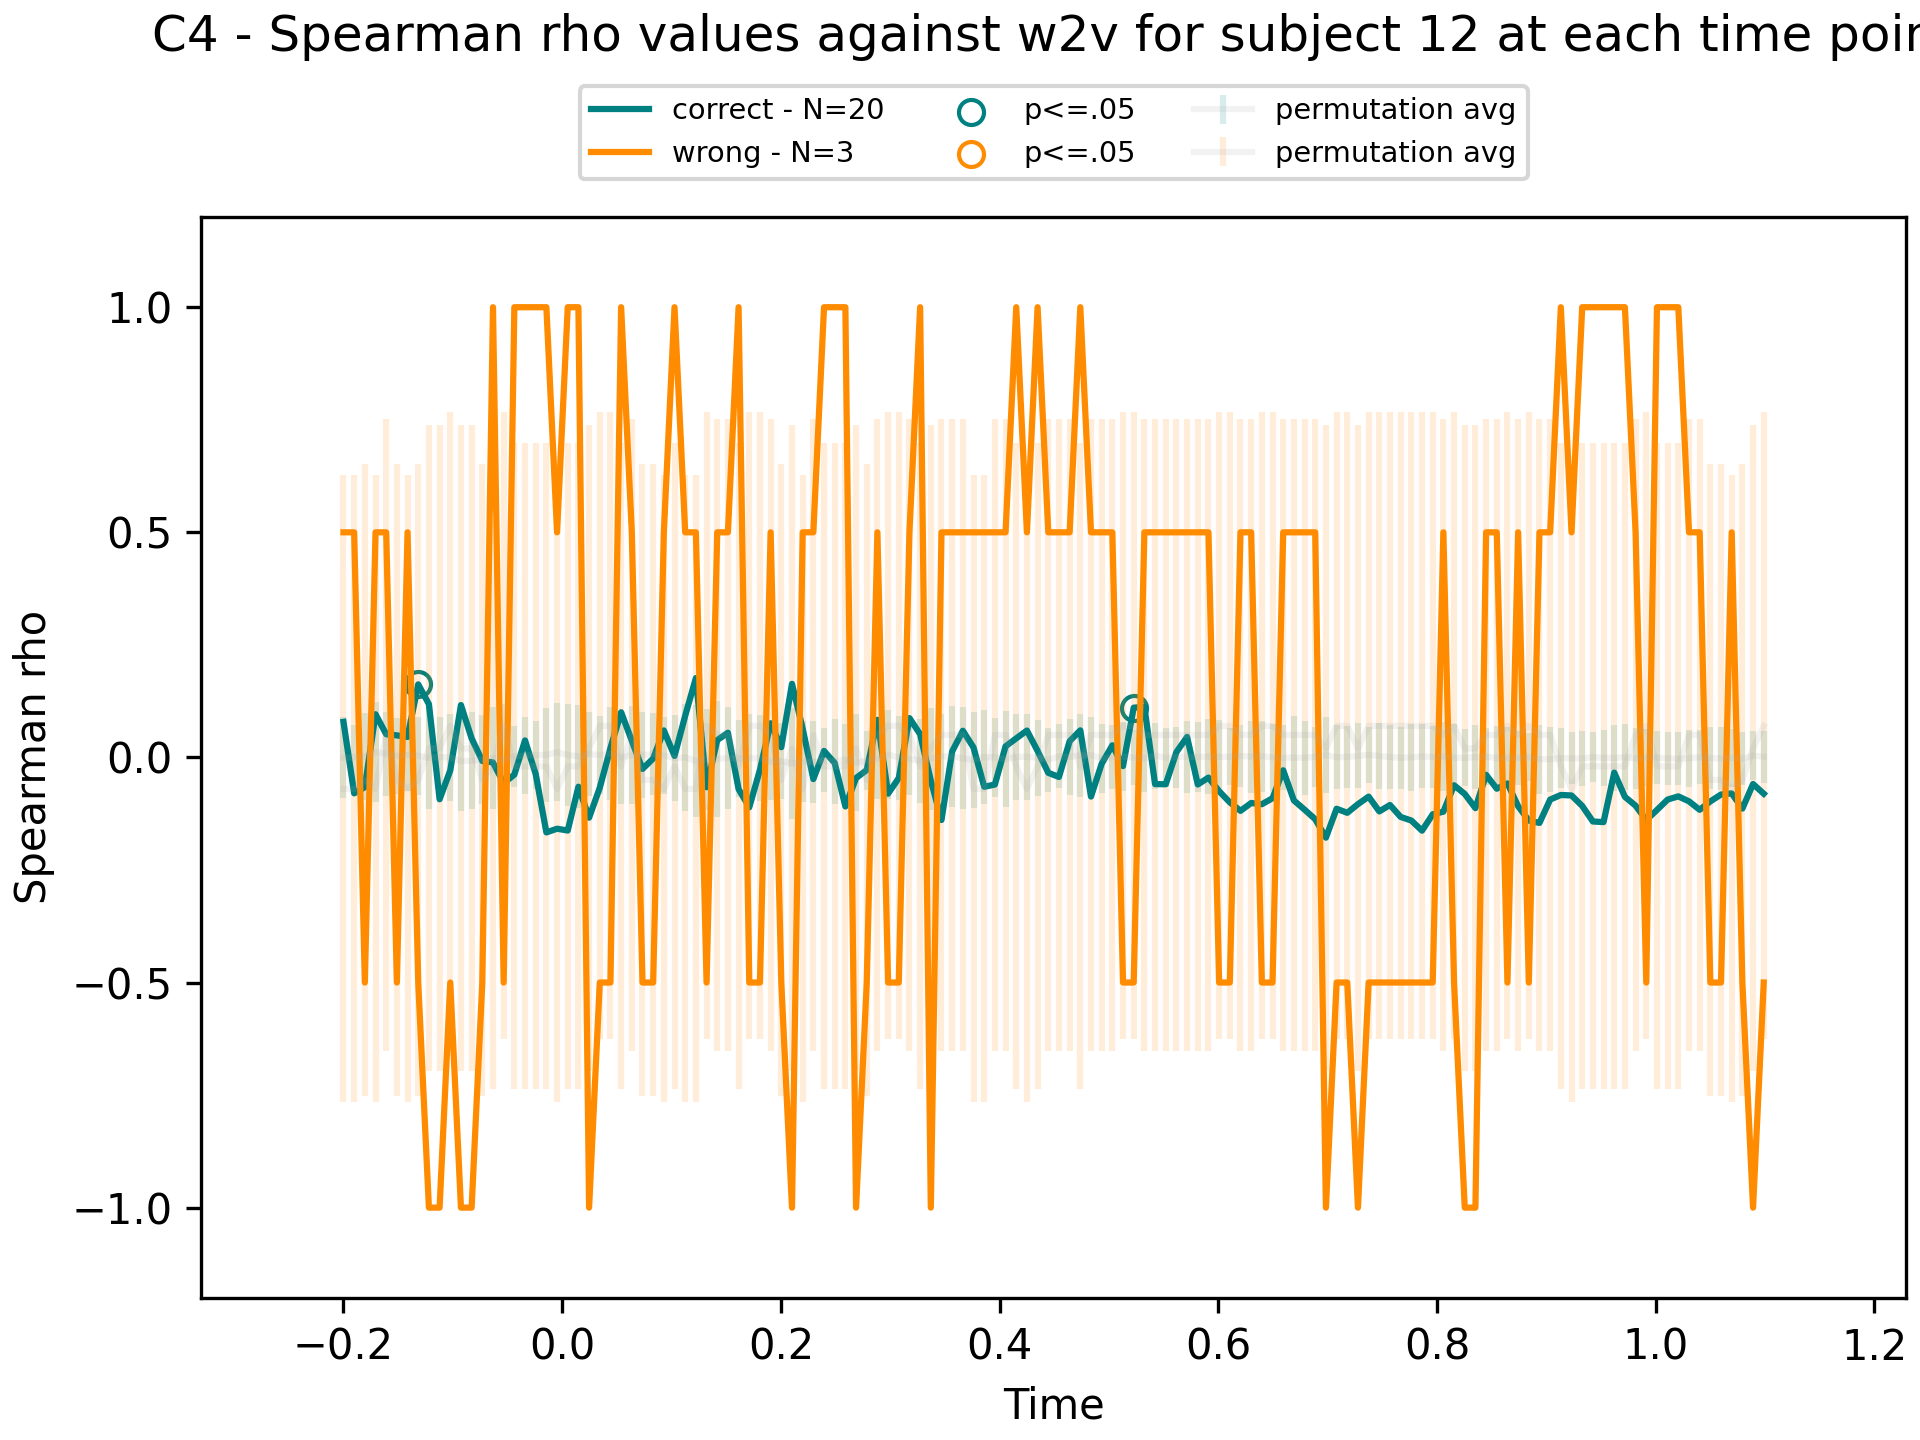 C4 - Spearman rho values against w2v for subject 12 at each time poin
correct - N=20
wrong - N=3
p<=.05
p<=.05
permutation avg
permutation avg
Spearman rho
1.0
0.5
0.0
−0.5
−1.0
−0.2
0.0
0.2
0.4
0.6
0.8
1.0
1.2
Time